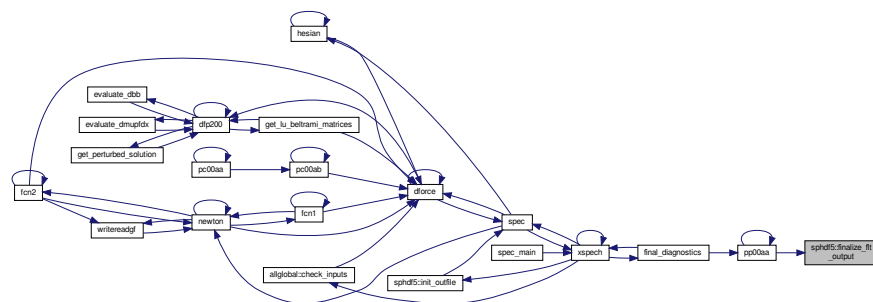 hesian
evaluate_dbb
evaluate_dmupfdx
dfp200
get_lu_beltrami_matrices
get_perturbed_solution
pc00aa
pc00ab
fcn2
dforce
fcn1
newton
writereadgf
spec
spec_main
xspech
final_diagnostics
pp00aa
sphdf5::finalize_flt
_output
allglobal::check_inputs
sphdf5::init_outfile